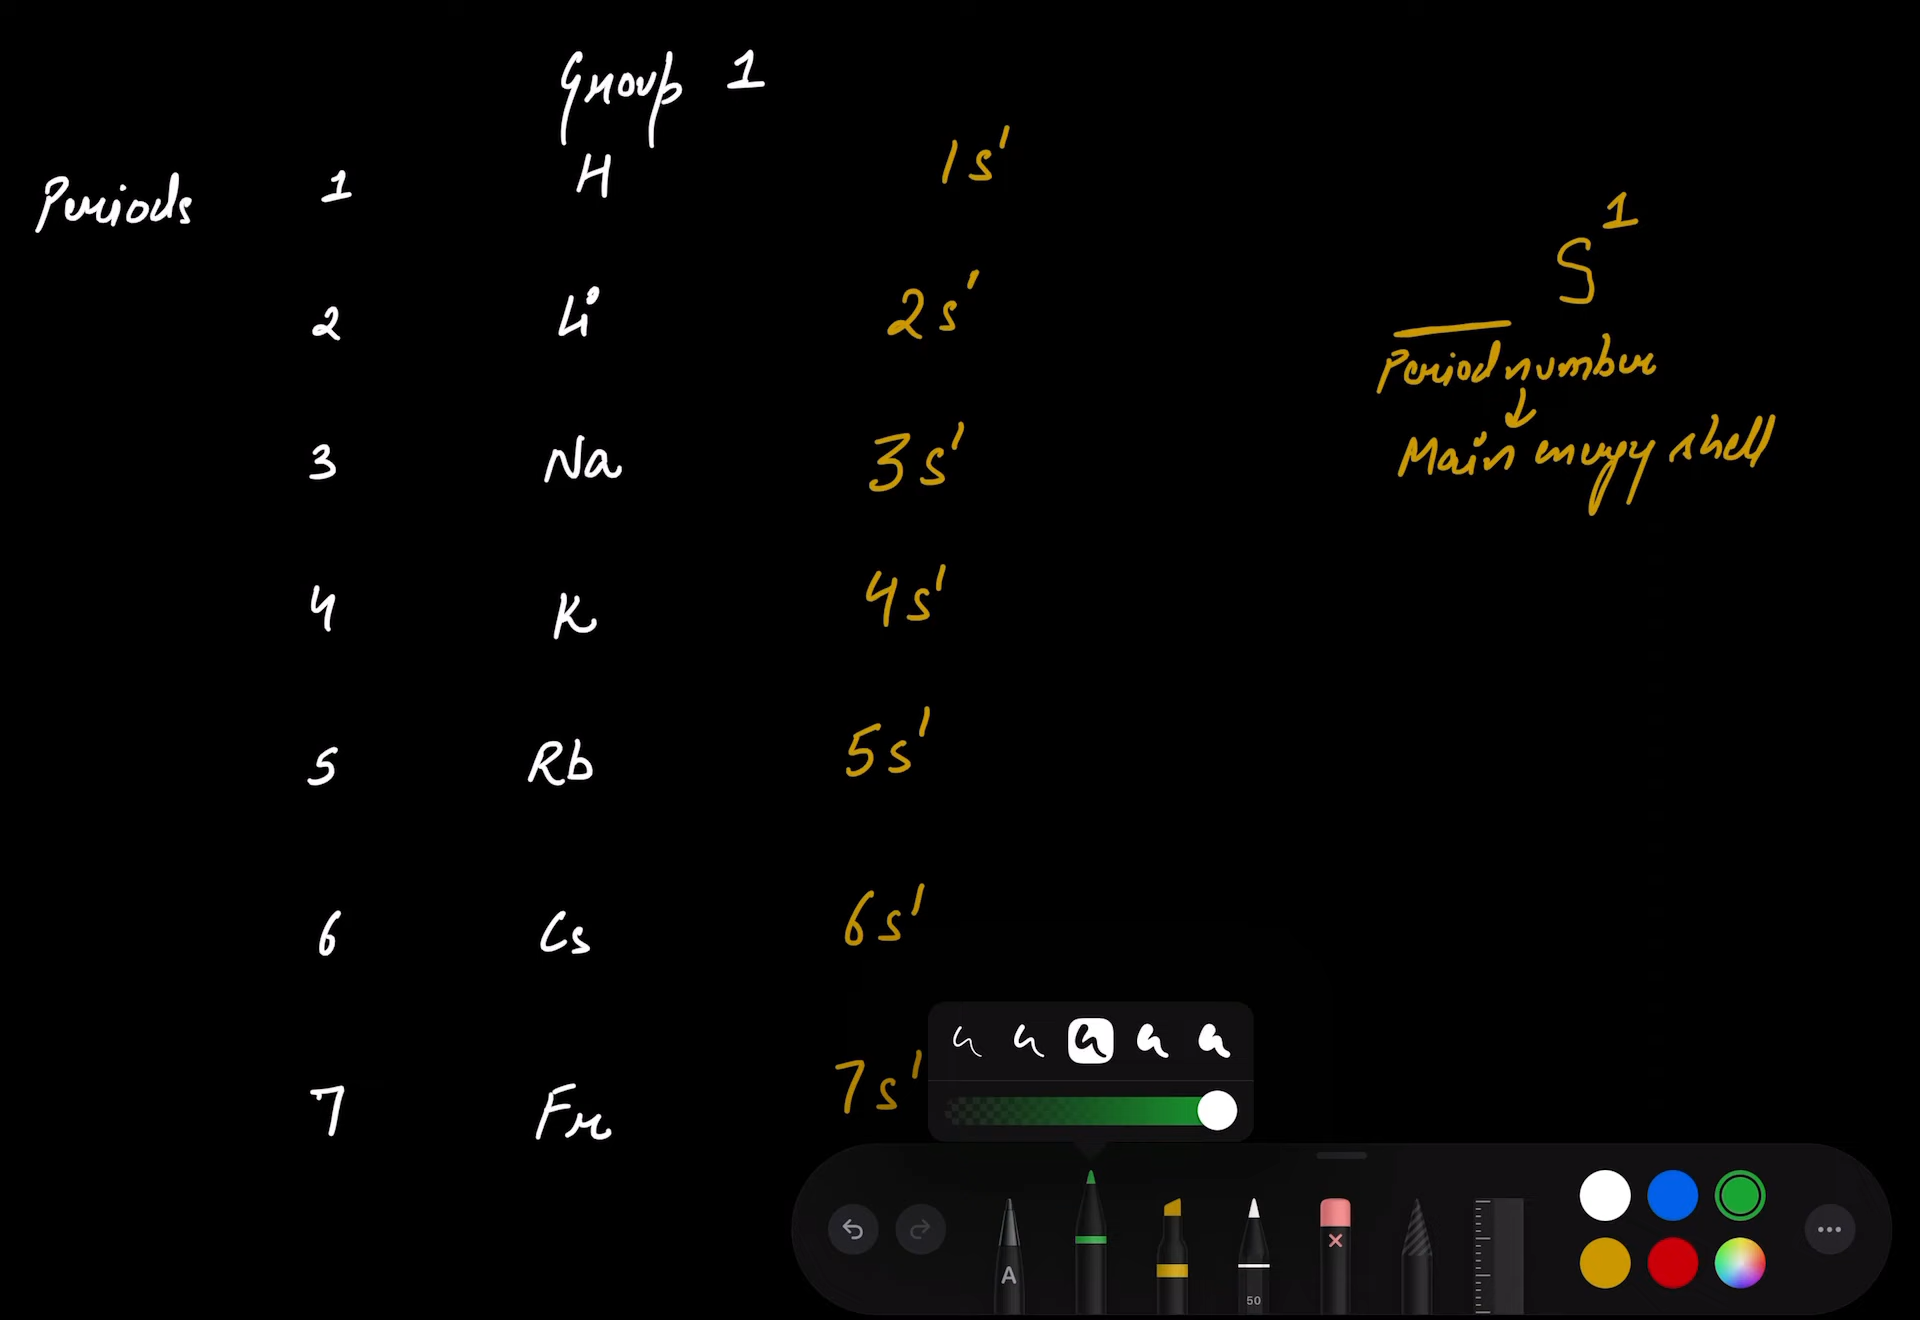 Group 1
Periods 1 H 1s¹
S¹
2 Li 2s¹
Period number
↓
Main energy shell
3 Na 3s¹
4 K 4s¹
5 Rb 5s¹
6 Cs 6s¹
7 Fr 7s¹
a a a a a
A
50